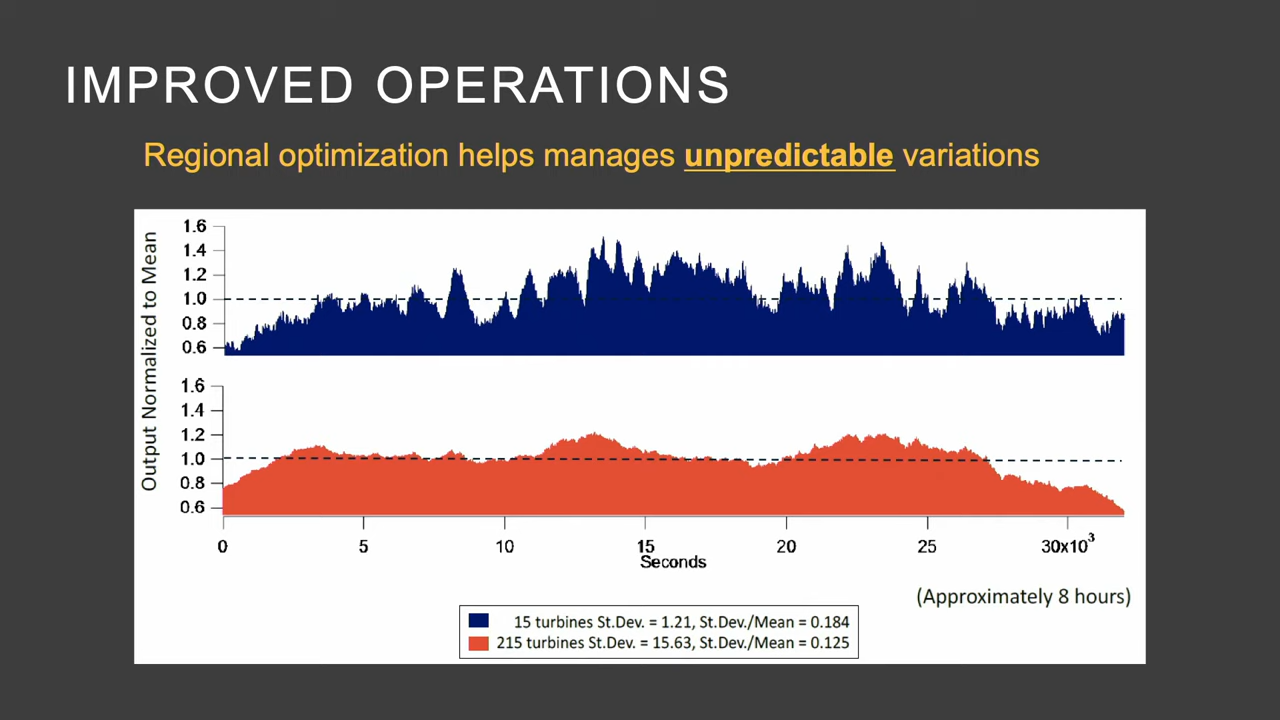 IMPROVED OPERATIONS
Regional optimization helps manages unpredictable variations
Output Normalized to Mean
1.6
1.4
1.2
1.0
0.8
0.6
1.6
1.4
1.2
1.0
0.8
0.6
0 5 10 15 20 25 30x10³
Seconds
(Approximately 8 hours)
15 turbines St.Dev. = 1.21, St.Dev./Mean = 0.184
215 turbines St.Dev. = 15.63, St.Dev./Mean = 0.125